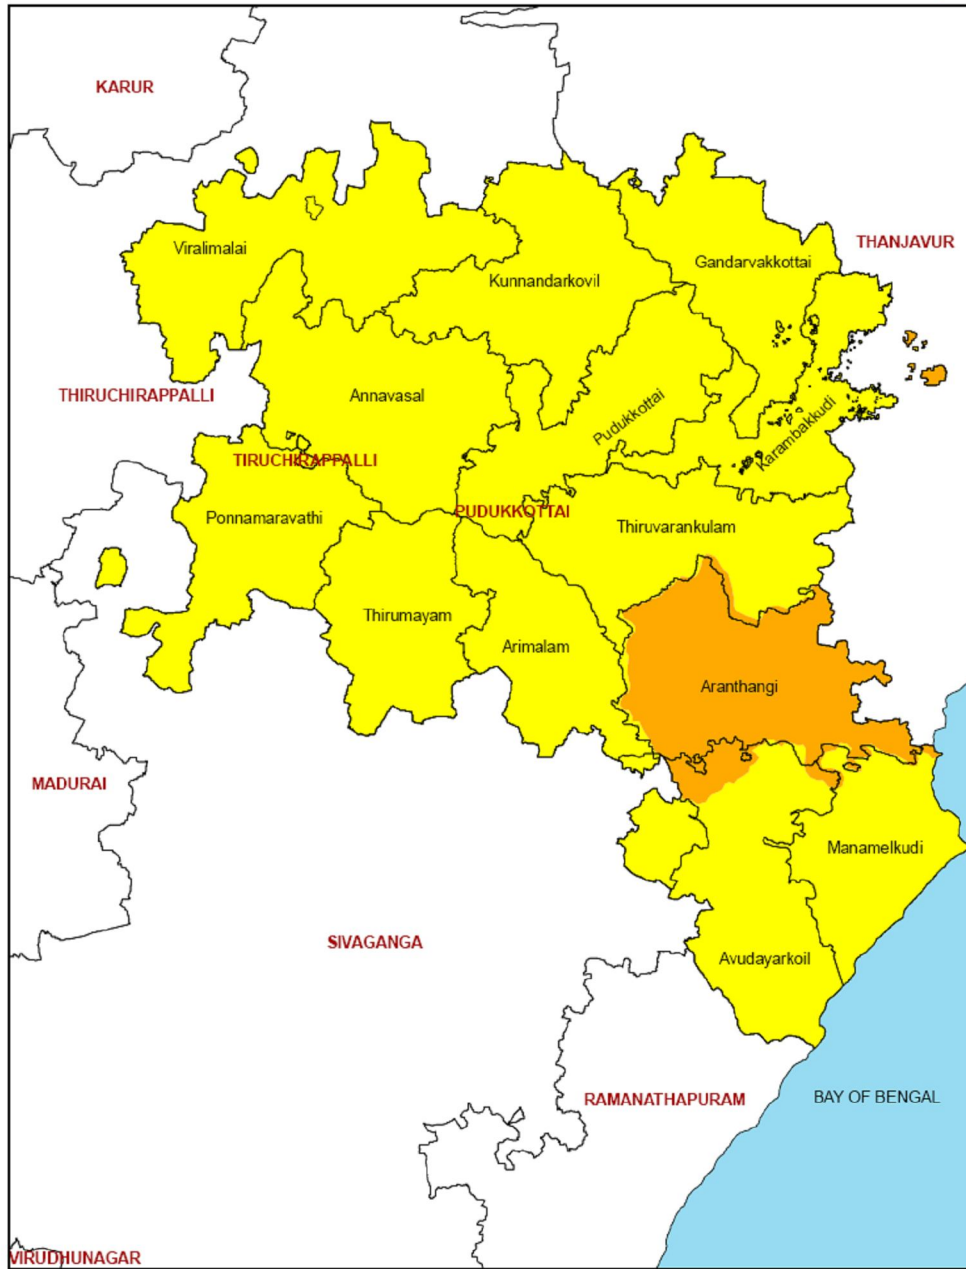 KARUR
THANJAVUR
Viralimalai
Gandarvakkottai
Kunnandarkovil
THIRUCHIRAPPALLI
Annavasal
Pudukkottai
Karambakkudi
TIRUCHIRAPPALLI
PUDUKKOTTAI
Ponnamaravathi
Thiruvarankulam
Thirumayam
Arimalam
Aranthangi
MADURAI
Manamelkudi
SIVAGANGA
Avudayarkoil
RAMANATHAPURAM
BAY OF BENGAL
VIRUDHUNAGAR